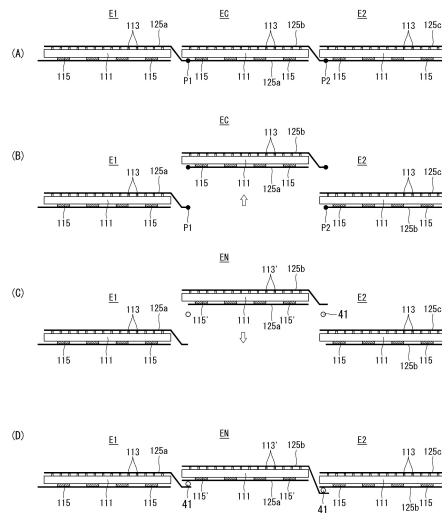 E1 EC E2
113 125a 113 125b 113 125c
(A)
115 111 115 P1 115 111 125a 115 P2 115 111 115
EC
113 125b
(B)
E1 E2
113 125a 115 111 125a 115 113 125c
115 111 115 P1 P2 115 111 125b 115
EN
113' 125b
(C)
E1 E2
113 125a 115' 111 125a 115' 41 113 125c
115 111 115 115 111 125b 115
E1 EN E2
113 125a 113' 125b 113 125c
(D)
115 111 115 41 115' 111 125a 115' 41 115 111 125b 115